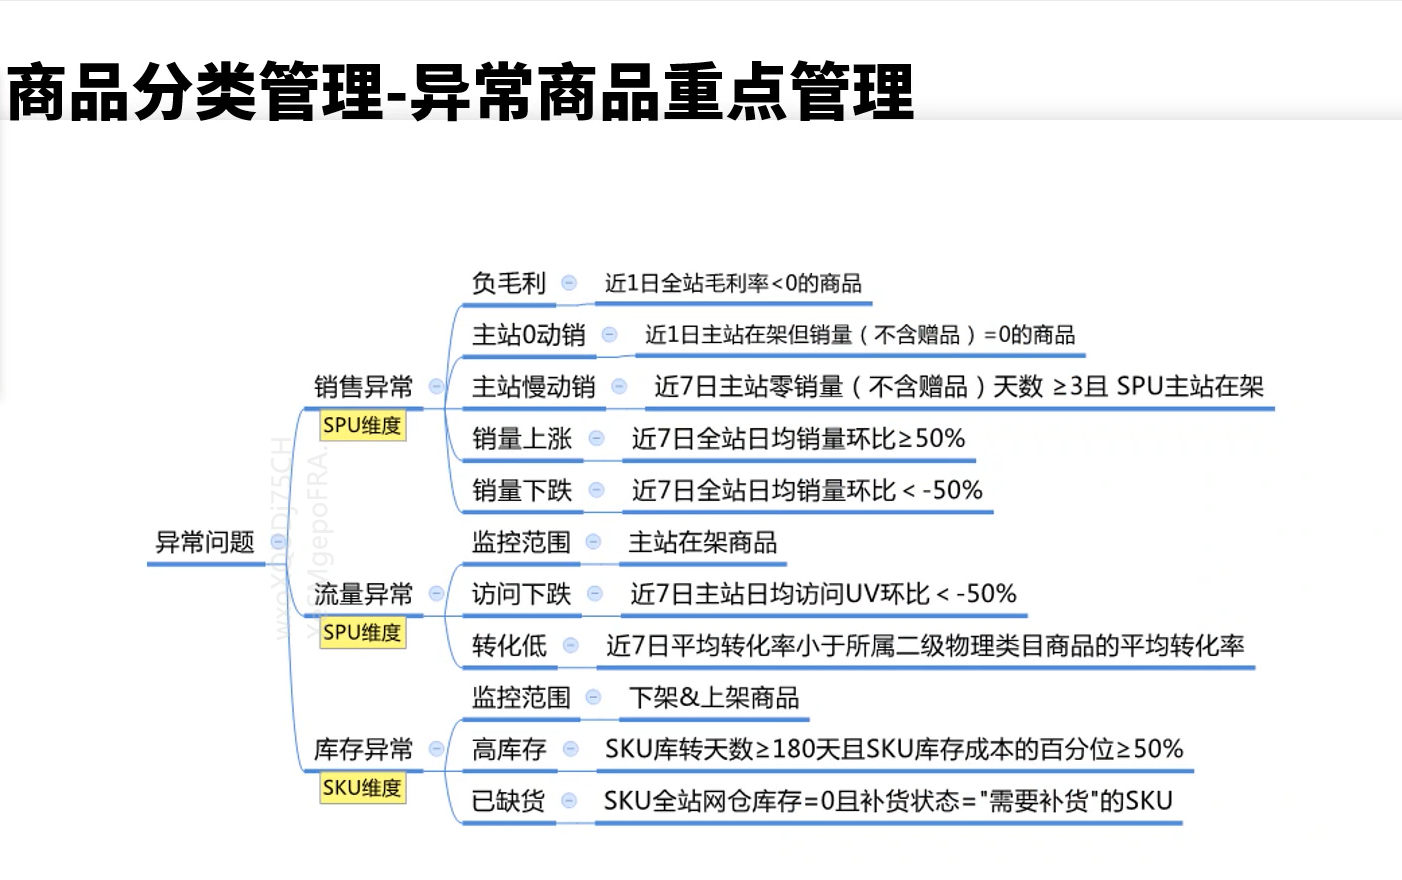 商品分类管理-异常商品重点管理
负毛利 近1日全站毛利率<0的商品
主站0动销 近1日主站在架但销量（不含赠品）=0的商品
销售异常 主站慢动销 近7日主站零销量（不含赠品）天数 ≥3且 SPU主站在架
SPU维度
销量上涨 近7日全站日均销量环比≥50%
销量下跌 近7日全站日均销量环比＜-50%
异常问题 监控范围 主站在架商品
流量异常 访问下跌 近7日主站日均访问UV环比＜-50%
SPU维度
转化低 近7日平均转化率小于所属二级物理类目商品的平均转化率
监控范围 下架&上架商品
库存异常 高库存 SKU库转天数≥180天且SKU库存成本的百分位≥50%
SKU维度
已缺货 SKU全站网仓库存=0且补货状态="需要补货"的SKU